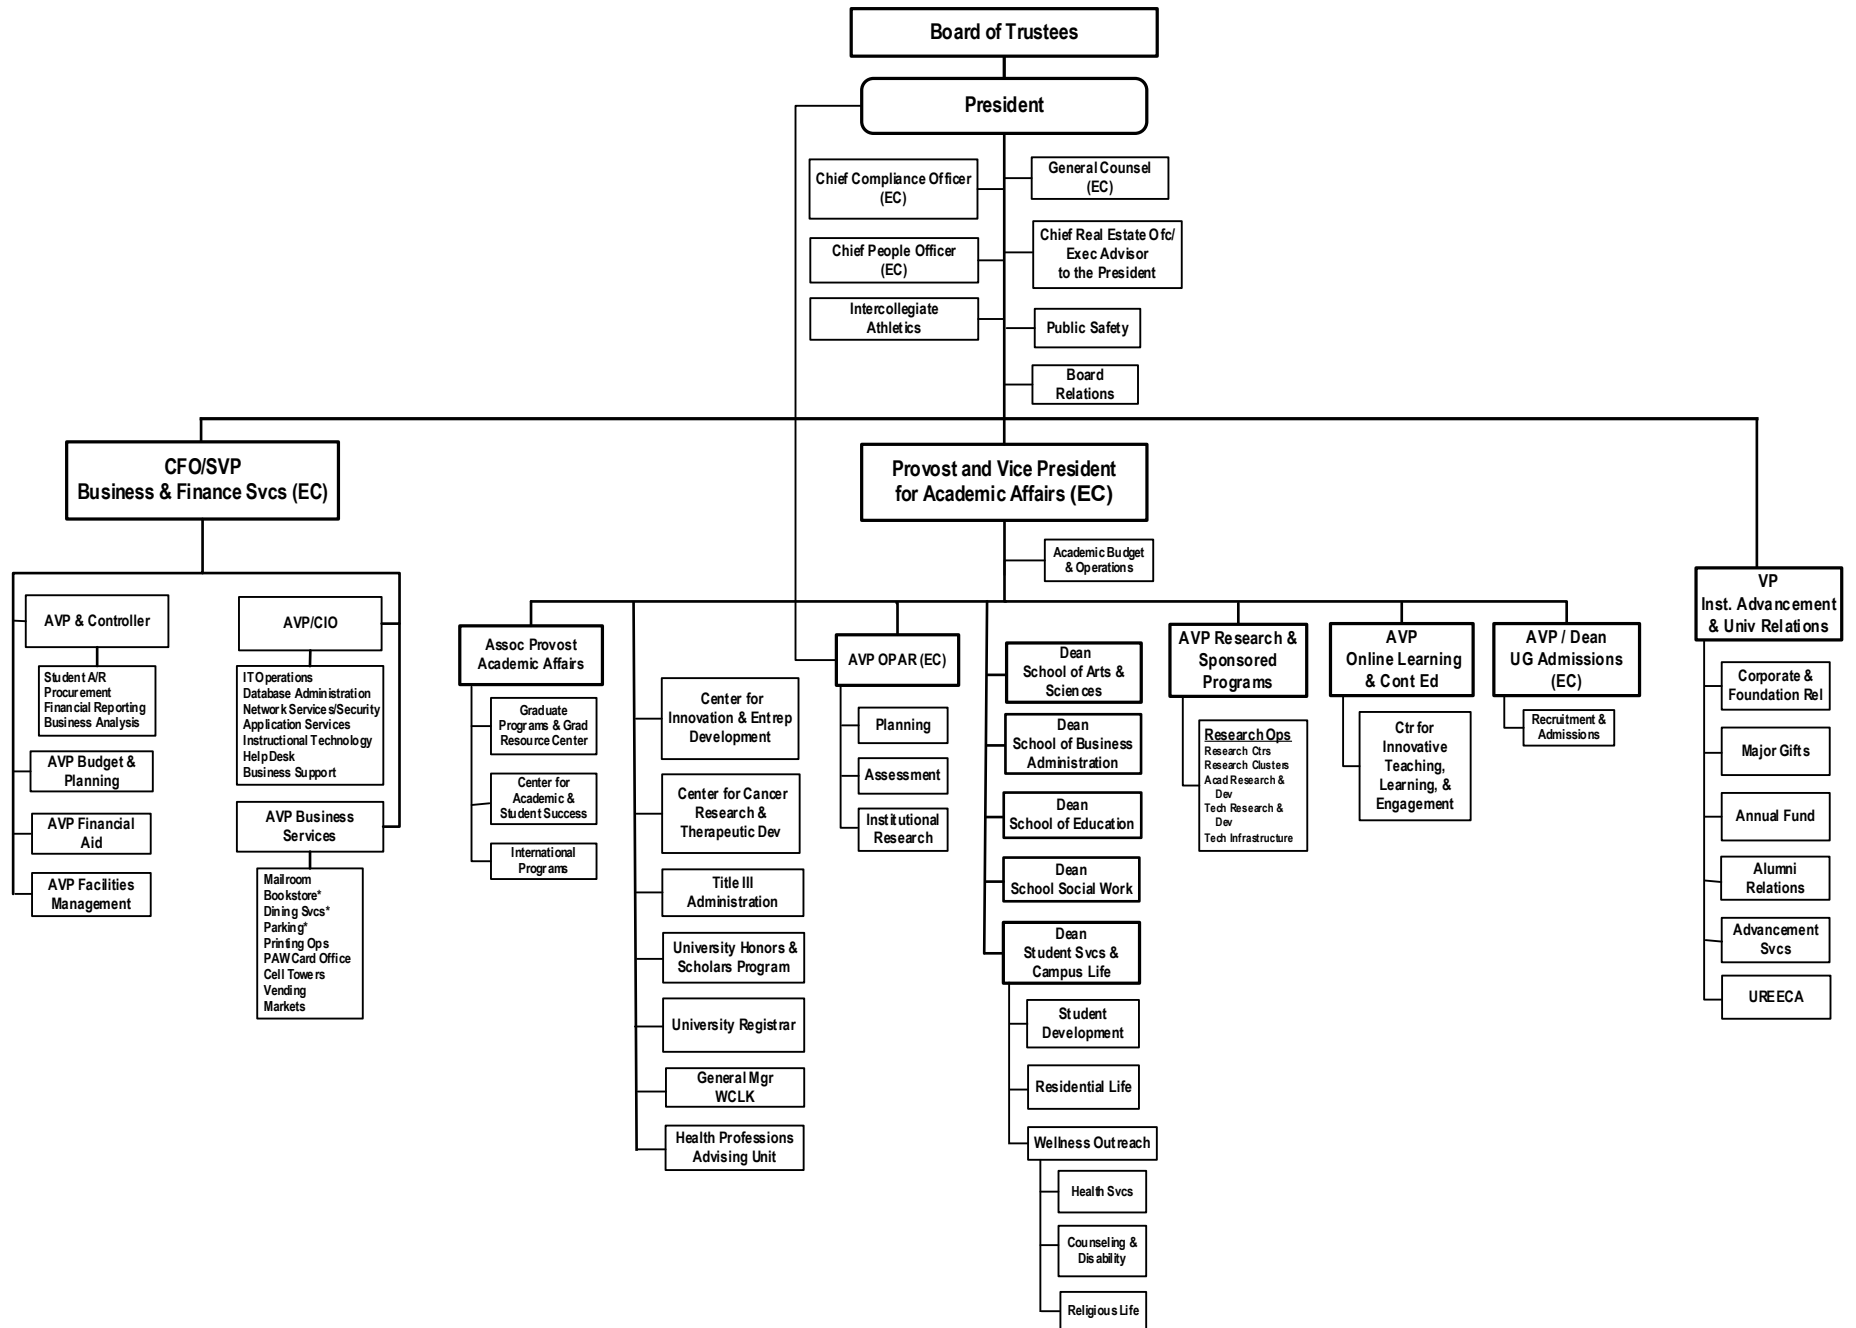 Board of Trustees
President
Chief Compliance Officer
(EC)
General Counsel
(EC)
Chief People Officer
(EC)
Chief Real Estate Ofc/
Exec Advisor
to the President
Intercollegiate
Athletics
Public Safety
Board
Relations
CFO/SVP
Business & Finance Svcs (EC)
Provost and Vice President
for Academic Affairs (EC)
Academic Budget
& Operations
VP
Inst. Advancement
& Univ Relations
AVP & Controller
Student A/R
Procurement
Financial Reporting
Business Analysis
AVP Budget &
Planning
AVP Financial
Aid
AVP Facilities
Management
AVP/CIO
IT Operations
Database Administration
Network Services/Security
Application Services
Instructional Technology
Help Desk
Business Support
AVP Business
Services
Mailroom
Bookstore*
Dining Svcs*
Parking*
Printing Ops
PAW Card Office
Cell Towers
Vending
Markets
Assoc Provost
Academic Affairs
Graduate
Programs & Grad
Resource Center
Center for
Academic &
Student Success
International
Programs
Center for
Innovation & Entrep
Development
Center for Cancer
Research &
Therapeutic Dev
Title III
Administration
University Honors &
Scholars Program
University Registrar
General Mgr
WCLK
Health Professions
Advising Unit
AVP OPAR (EC)
Planning
Assessment
Institutional
Research
Dean
School of Arts &
Sciences
Dean
School of Business
Administration
Dean
School of Education
Dean
School Social Work
Dean
Student Svcs &
Campus Life
Student
Development
Residential Life
Wellness Outreach
Health Svcs
Counseling &
Disability
Religious Life
AVP Research &
Sponsored
Programs
Research Ops
Research Ctrs
Research Clusters
Acad Research &
Dev
Tech Research &
Dev
Tech Infrastructure
AVP
Online Learning
& Cont Ed
Ctr for
Innovative
Teaching,
Learning, &
Engagement
AVP / Dean
UG Admissions
(EC)
Recruitment &
Admissions
Corporate &
Foundation Rel
Major Gifts
Annual Fund
Alumni
Relations
Advancement
Svcs
UREECA